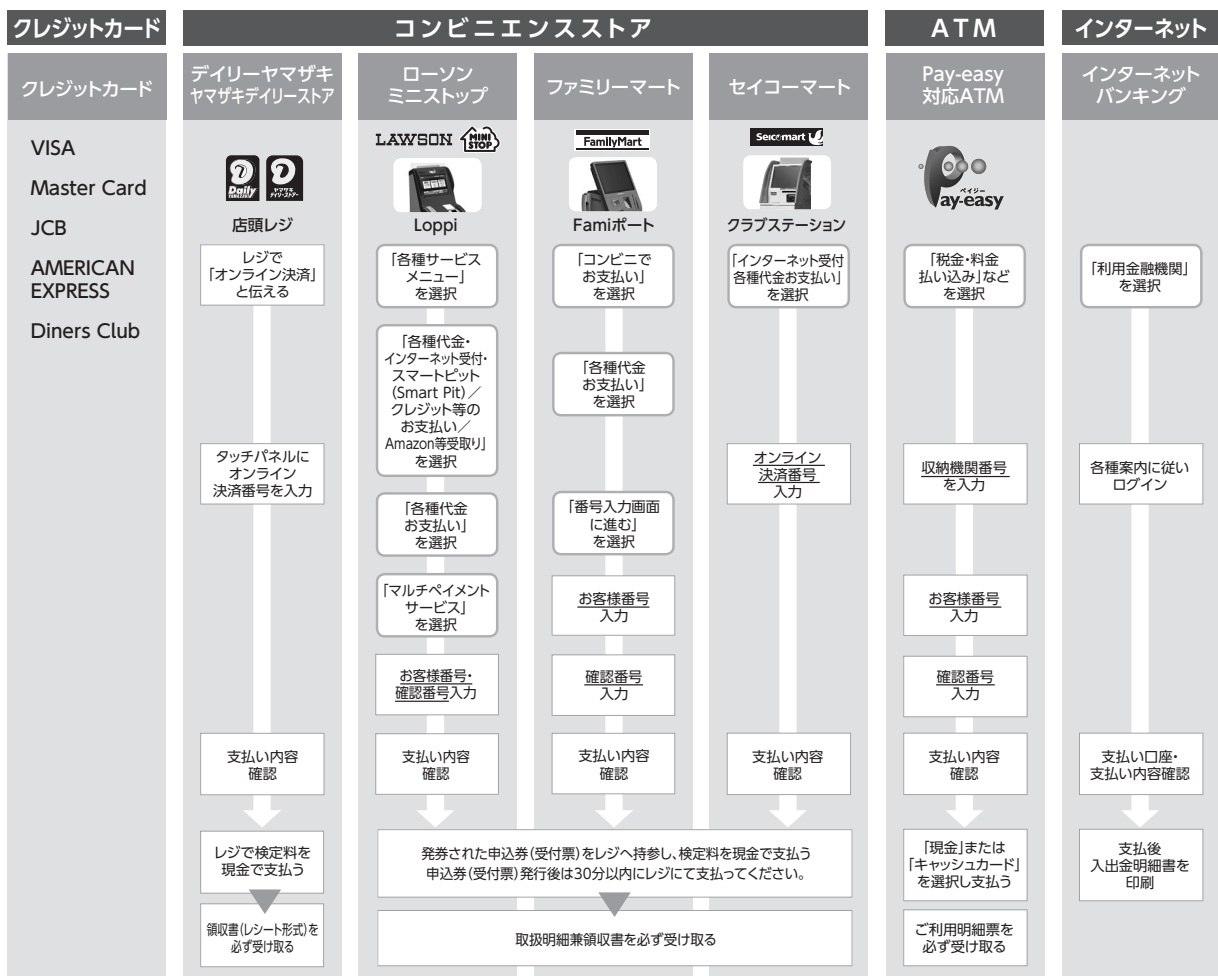 クレジットカード
コンビニエンスストア
ATM
インターネット
クレジットカード
デイリーヤマザキ
ヤマザキデイリーストア
ローソン
ミニストップ
ファミリーマート
セイコーマート
Pay-easy
対応ATM
インターネット
バンキング
VISA
Master Card
JCB
AMERICAN
EXPRESS
Diners Club
Daily
YAMAZAKI
ヤマザキ
デイリーストアー
店頭レジ
レジで
「オンライン決済」
と伝える
タッチパネルに
オンライン
決済番号を入力
支払い内容
確認
レジで検定料を
現金で支払う
領収書(レシート形式)を
必ず受け取る
LAWSON
MINI
STOP
Loppi
「各種サービス
メニュー」
を選択
「各種代金・
インターネット受付・
スマートピット
(Smart Pit)/
クレジット等の
お支払い/
Amazon等受取り」
を選択
「各種代金
お支払い」
を選択
「マルチペイメント
サービス」
を選択
お客様番号・
確認番号入力
支払い内容
確認
FamilyMart
Famiポート
「コンビニで
お支払い」
を選択
「各種代金
お支払い」
を選択
「番号入力画面
に進む」
を選択
お客様番号
入力
確認番号
入力
支払い内容
確認
Seicomart
クラブステーション
「インターネット受付
各種代金お支払い」
を選択
オンライン
決済番号
入力
支払い内容
確認
発券された申込券(受付票)をレジへ持参し、検定料を現金で支払う
申込券(受付票)発行後は30分以内にレジにて支払ってください。
取扱明細兼領収書を必ず受け取る
ペイジー
Pay-easy
「税金・料金
払い込み」など
を選択
収納機関番号
を入力
お客様番号
入力
確認番号
入力
支払い内容
確認
「現金」または
「キャッシュカード」
を選択し支払う
ご利用明細票を
必ず受け取る
「利用金融機関」
を選択
各種案内に従い
ログイン
支払い口座・
支払い内容確認
支払後
入出金明細書を
印刷